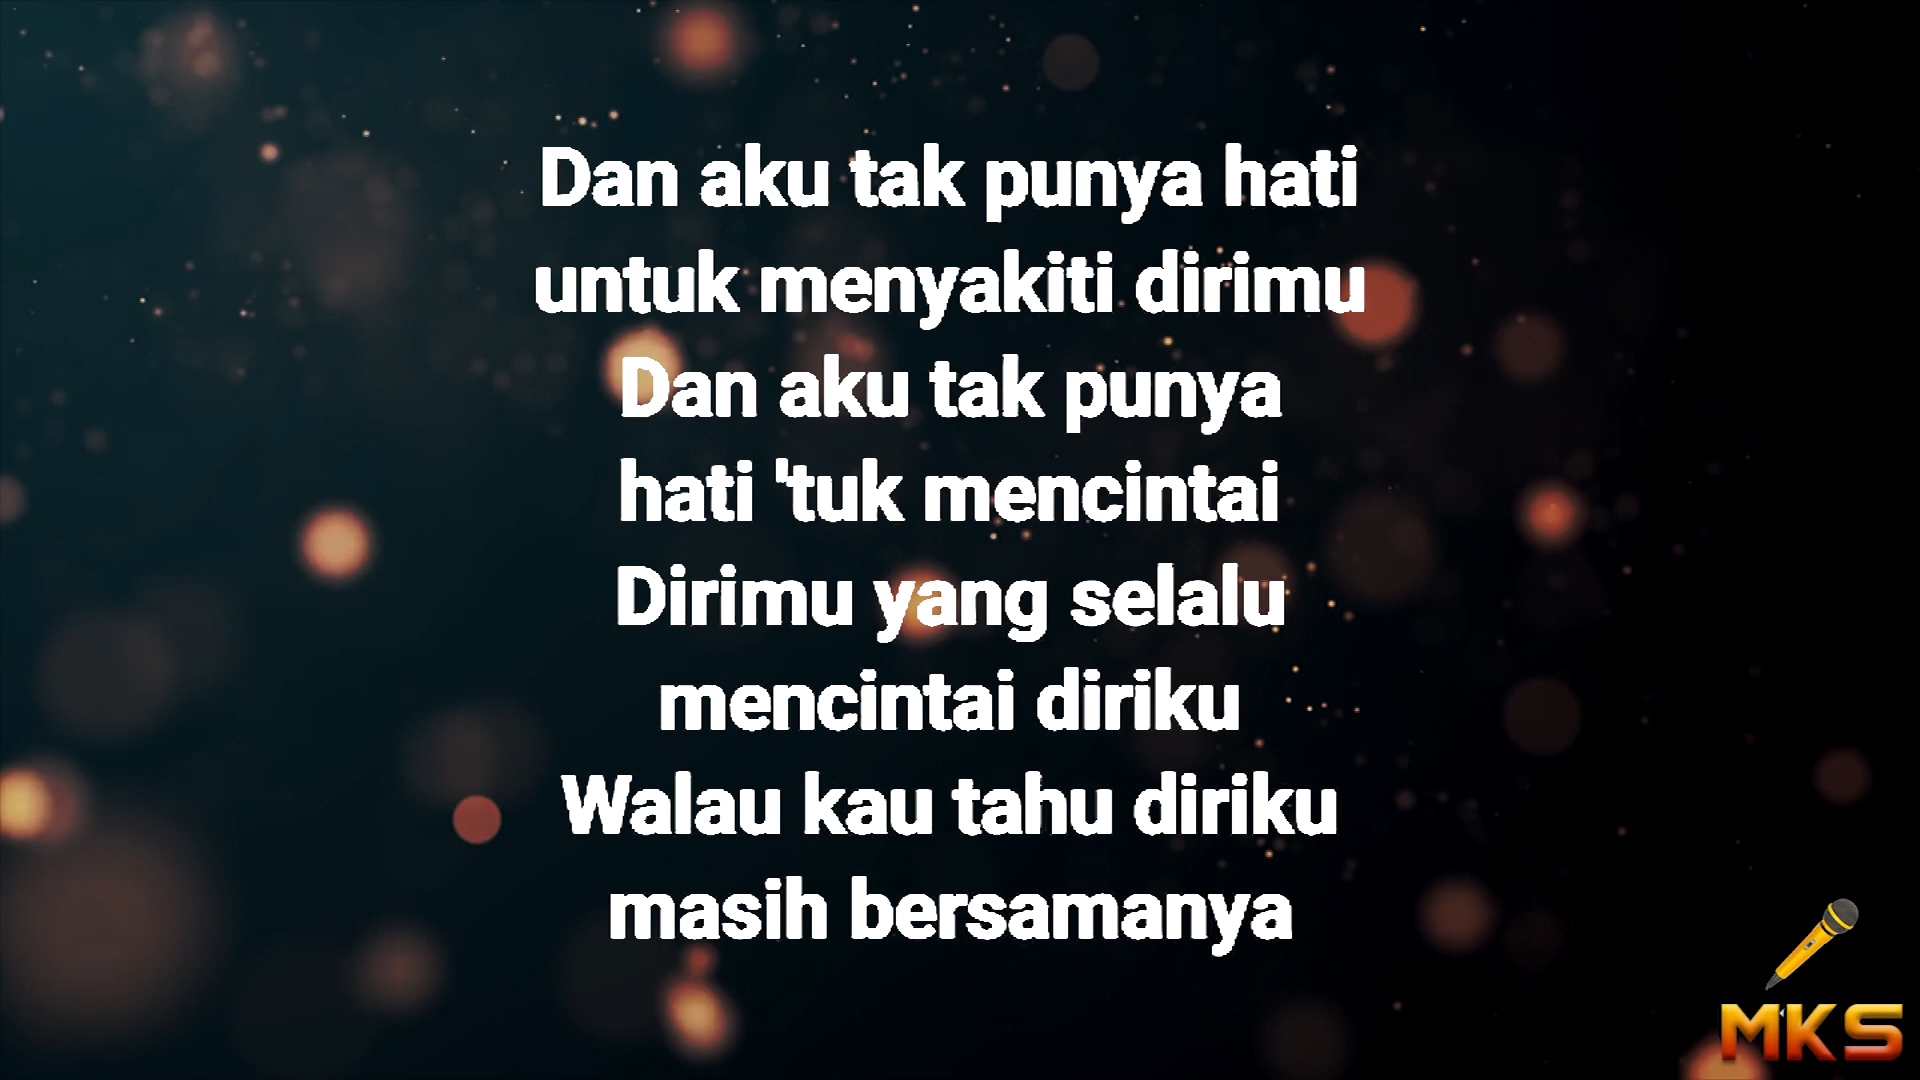 Dan aku tak punya hati
untuk menyakiti dirimu
Dan aku tak punya
hati 'tuk mencintai
Dirimu yang selalu
mencintai diriku
Walau kau tahu diriku
masih bersamanya
MKS